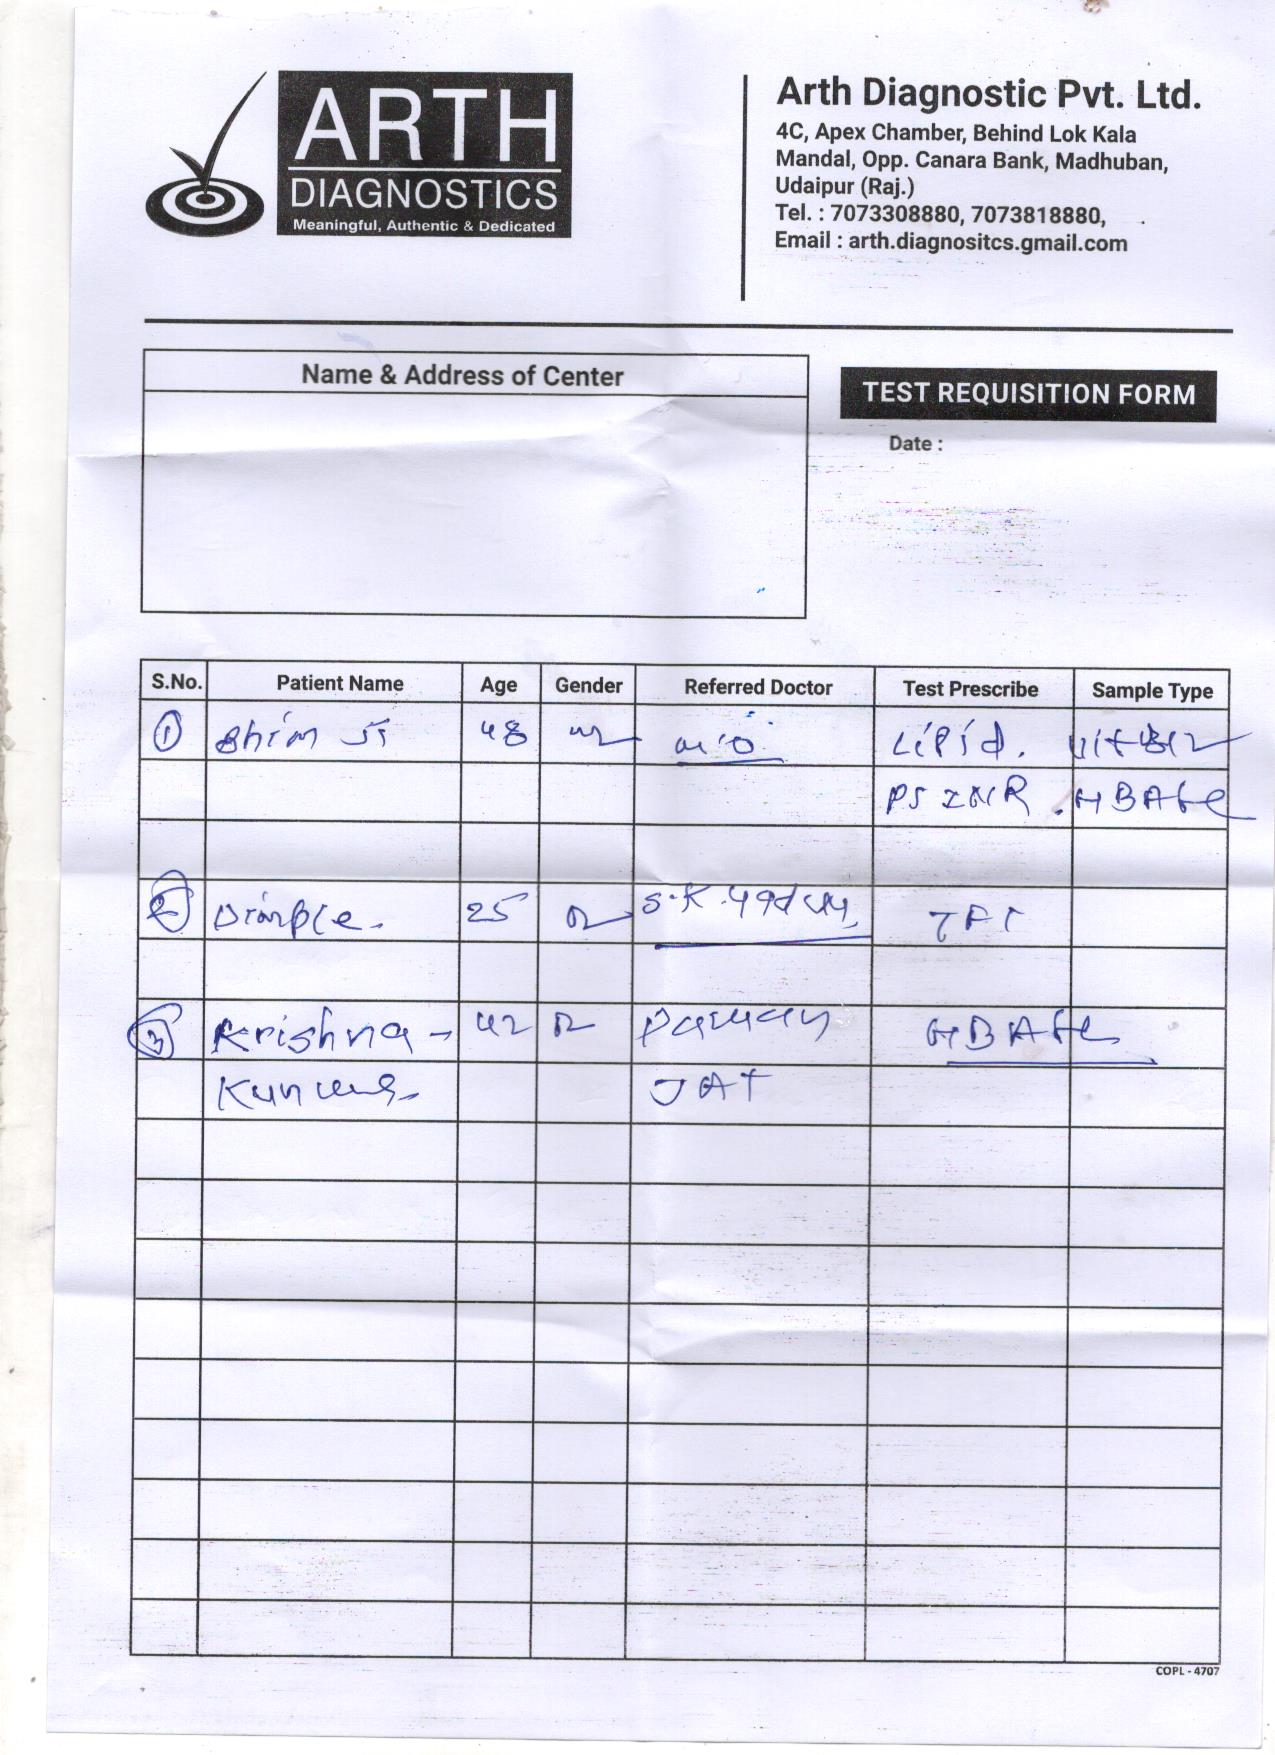 ARTH
DIAGNOSTICS
Meaningful, Authentic & Dedicated
Arth Diagnostic Pvt. Ltd.
4C, Apex Chamber, Behind Lok Kala
Mandal, Opp. Canara Bank, Madhuban,
Udaipur (Raj.)
Tel. : 7073308880, 7073818880,
Email : arth.diagnositcs.gmail.com
Name & Address of Center
TEST REQUISITION FORM
Date :
S.No. Patient Name Age Gender Referred Doctor Test Prescribe Sample Type
1 Bhim Ji 48 Lipid.
INR
2 Dimple. 25 S.K. TFT
3 Krishna - 42
JAT
COPL - 4707